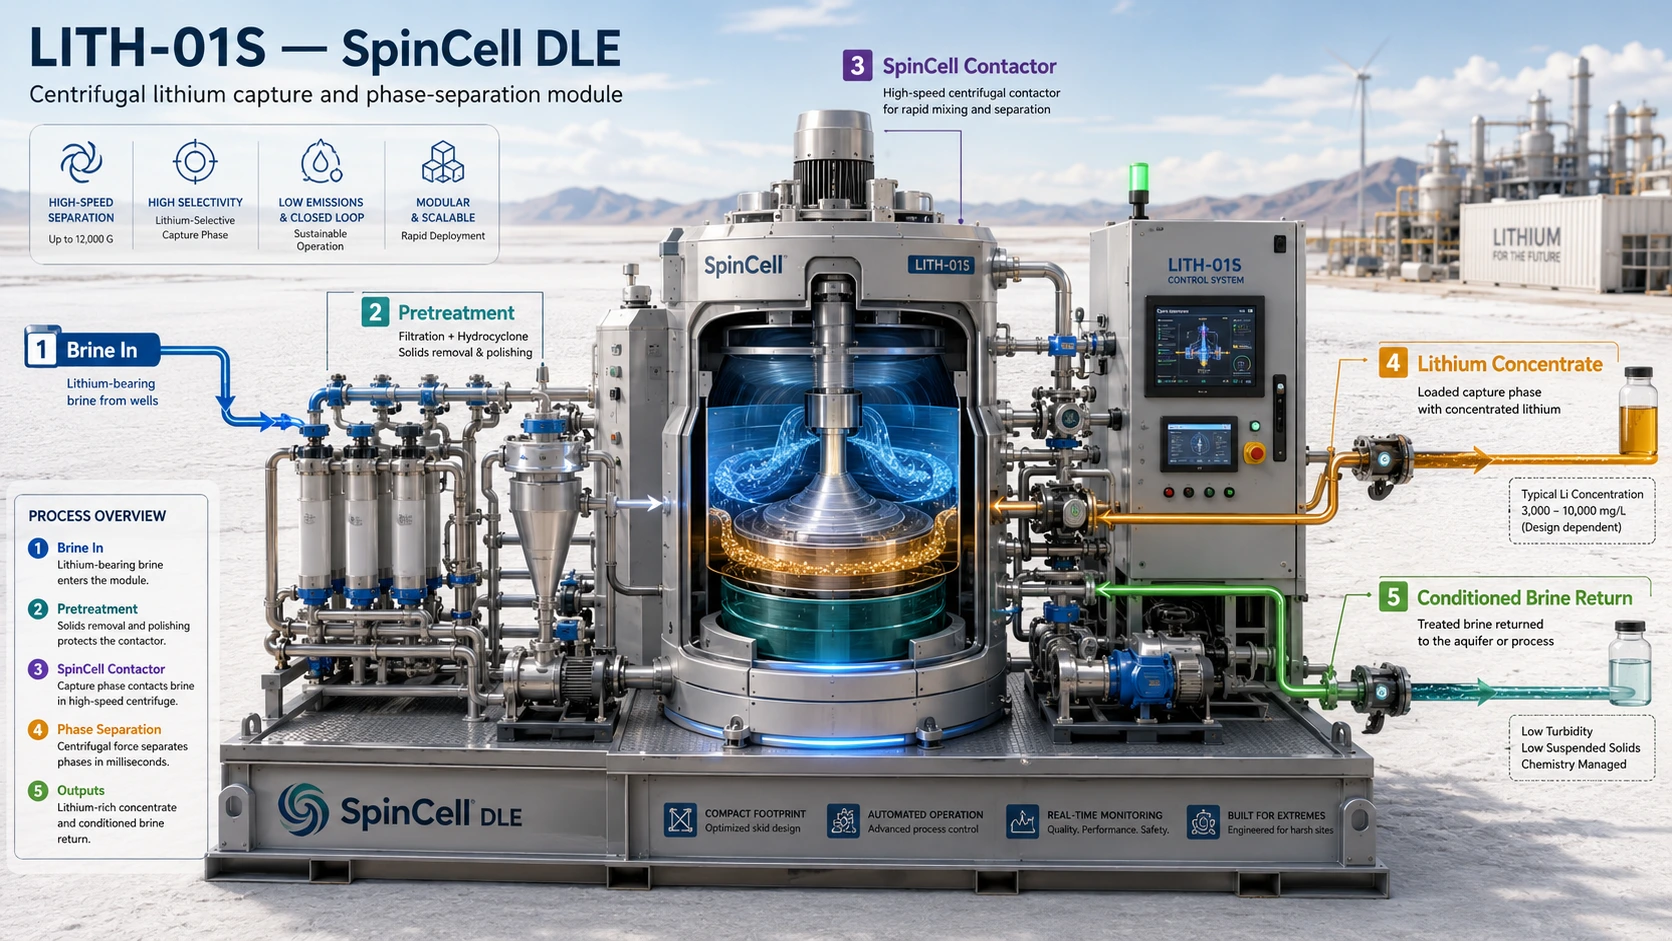 LITH-01S — SpinCell DLE
Centrifugal lithium capture and phase-separation module
HIGH-SPEED
SEPARATION
Up to 12,000 G
HIGH SELECTIVITY
Lithium-Selective
Capture Phase
LOW EMISSIONS
& CLOSED LOOP
Sustainable
Operation
MODULAR
& SCALABLE
Rapid Deployment
3 SpinCell Contactor
High-speed centrifugal contactor
for rapid mixing and separation
2 Pretreatment
Filtration + Hydrocyclone
Solids removal & polishing
1 Brine In
Lithium-bearing
brine from wells
SpinCell
LITH-01S
LITH-01S
CONTROL SYSTEM
LITHIUM
FOR THE FUTURE
4 Lithium Concentrate
Loaded capture phase
with concentrated lithium
Typical Li Concentration
3,000 – 10,000 mg/L
(Design dependent)
5 Conditioned Brine Return
Treated brine returned
to the aquifer or process
Low Turbidity
Low Suspended Solids
Chemistry Managed
PROCESS OVERVIEW
1 Brine In
Lithium-bearing brine
enters the module.
2 Pretreatment
Solids removal and polishing
protects the contactor.
3 SpinCell Contactor
Capture phase contacts brine
in high-speed centrifuge.
4 Phase Separation
Centrifugal force separates
phases in milliseconds.
5 Outputs
Lithium-rich concentrate
and conditioned brine
return.
SpinCell DLE
COMPACT FOOTPRINT
Optimized skid design
AUTOMATED OPERATION
Advanced process control
REAL-TIME MONITORING
Quality. Performance. Safety.
BUILT FOR EXTREMES
Engineered for harsh sites